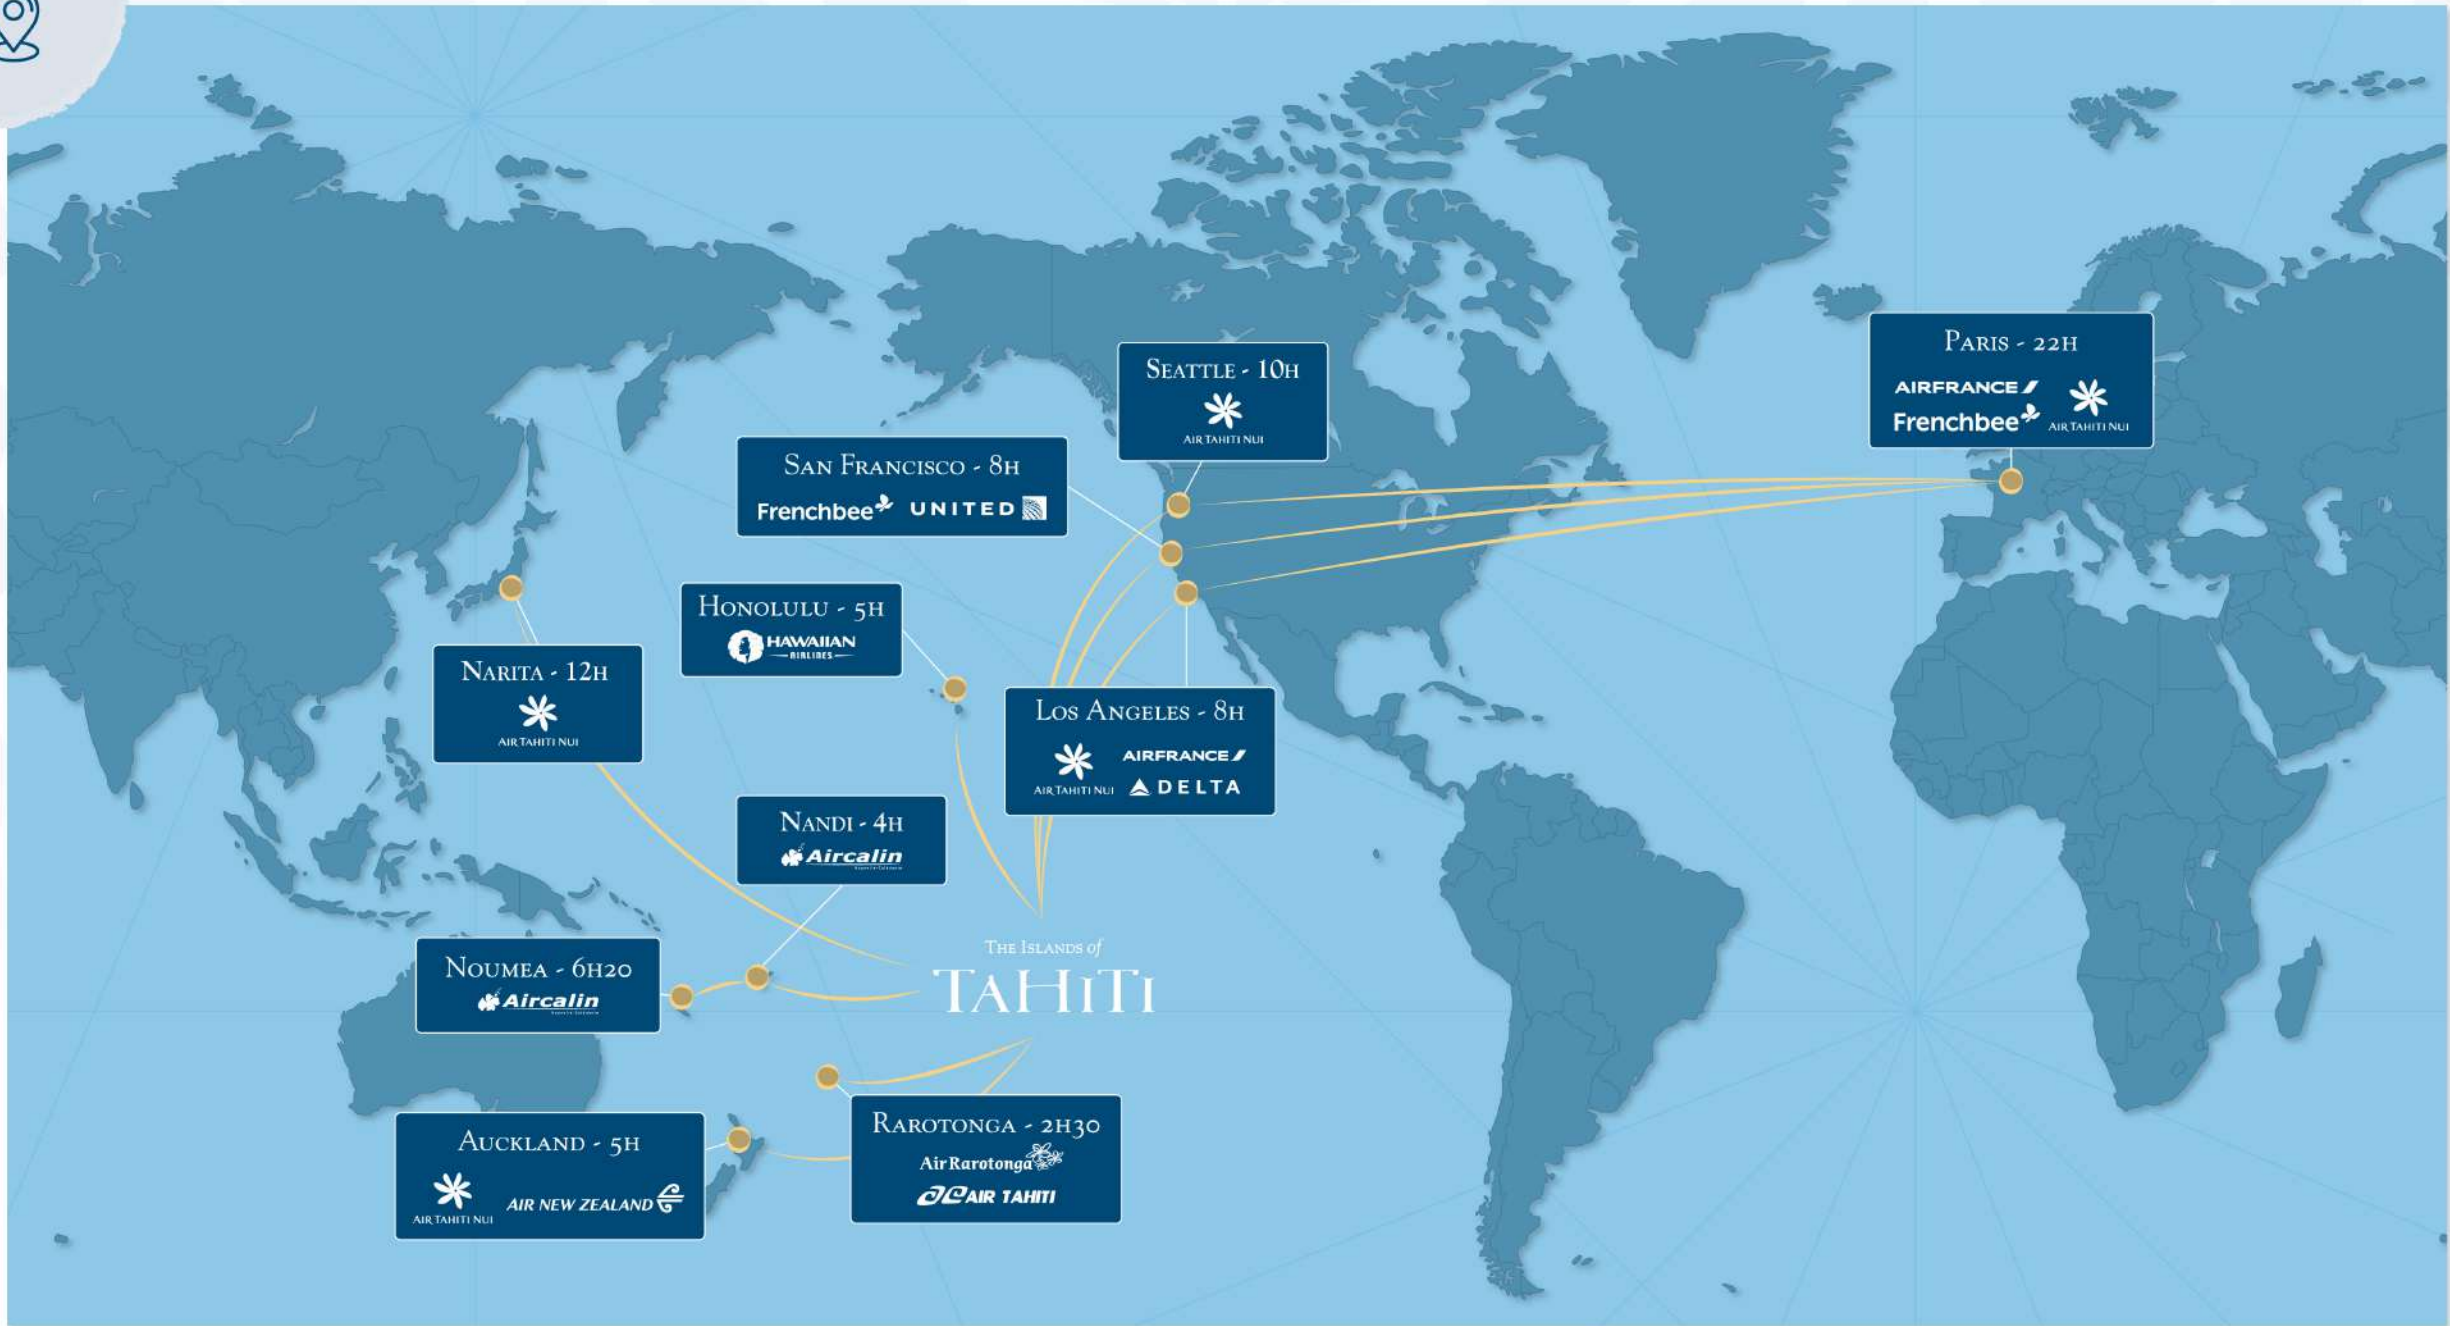 SEATTLE - 10H
AIR TAHITI NUI
PARIS - 22H
AIRFRANCE
Frenchbee
AIR TAHITI NUI
SAN FRANCISCO - 8H
Frenchbee UNITED
HONOLULU - 5H
HAWAIIAN
AIRLINES
NARITA - 12H
AIR TAHITI NUI
LOS ANGELES - 8H
AIRFRANCE
AIR TAHITI NUI DELTA
NANDI - 4H
Aircalin
NOUMEA - 6H20
Aircalin
THE ISLANDS of
TAHITI
RAROTONGA - 2H30
Air Rarotonga
AIR TAHITI
AUCKLAND - 5H
AIR TAHITI NUI AIR NEW ZEALAND